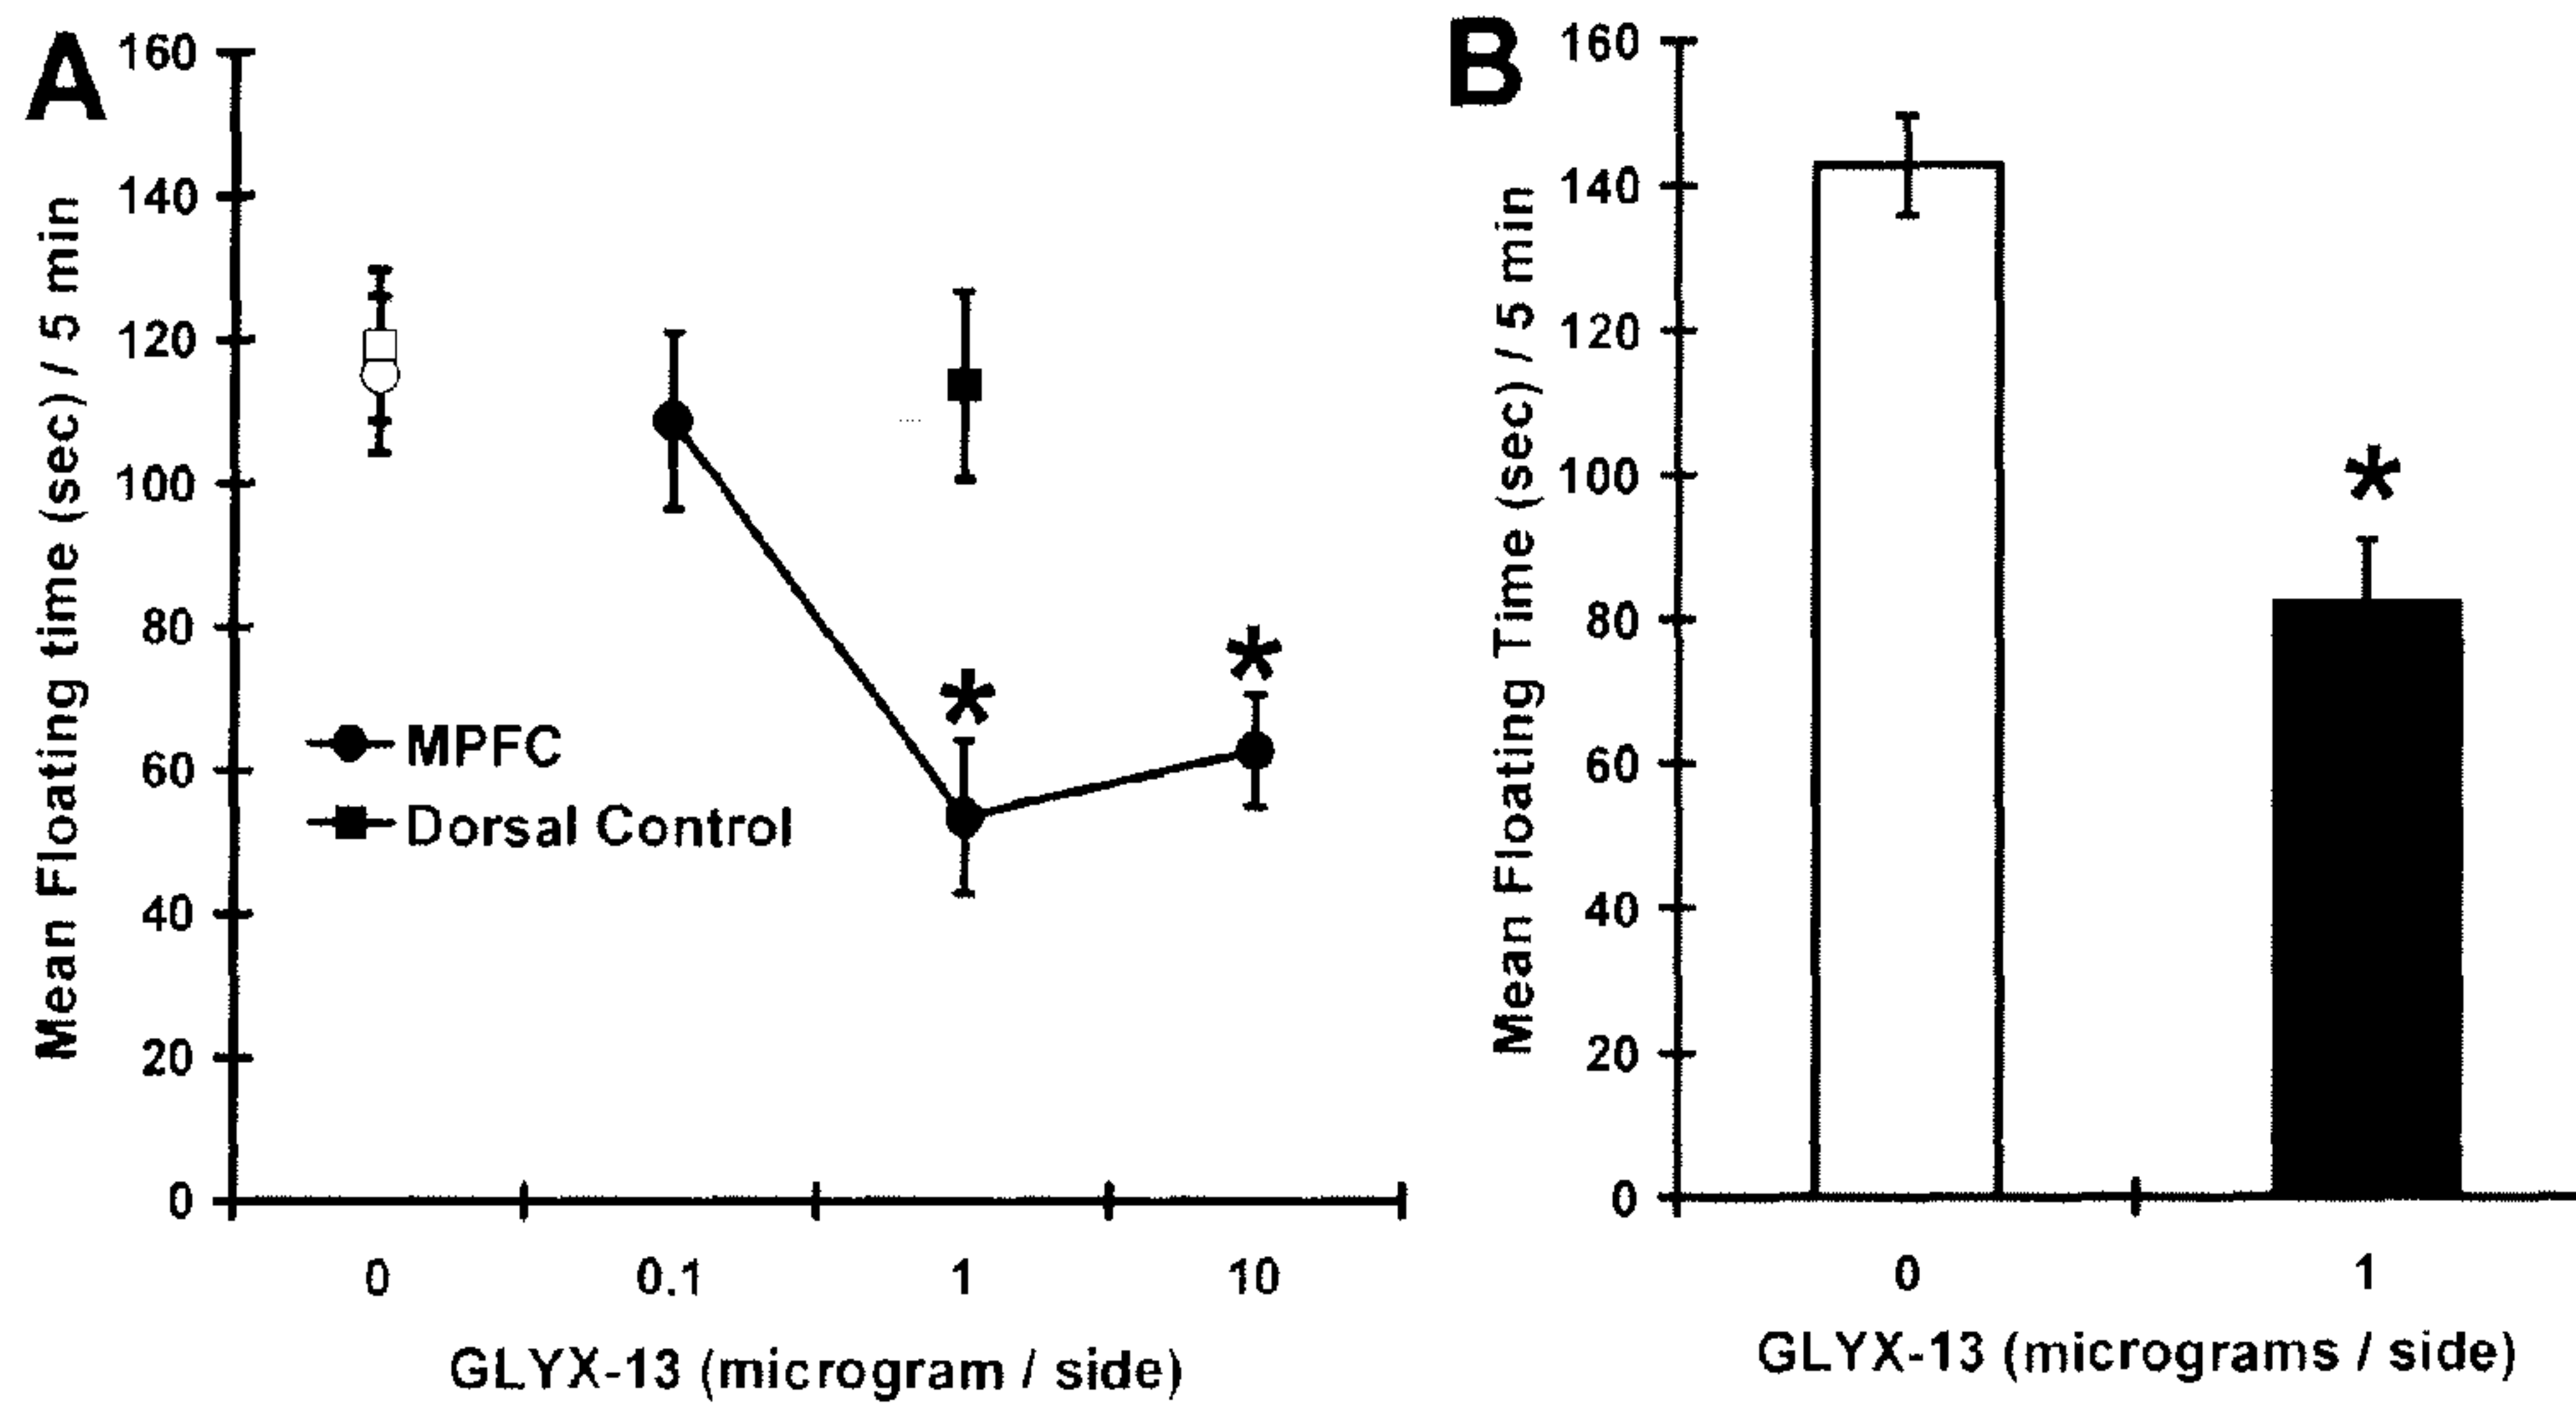 A
160
140
120
100
80
60
40
20
0
Mean Floating time (sec) / 5 min
*
*
MPFC
Dorsal Control
0 0.1 1 10
GLYX-13 (microgram / side)
B
160
140
120
100
80
60
40
20
0
Mean Floating Time (sec) / 5 min
*
0 1
GLYX-13 (micrograms / side)